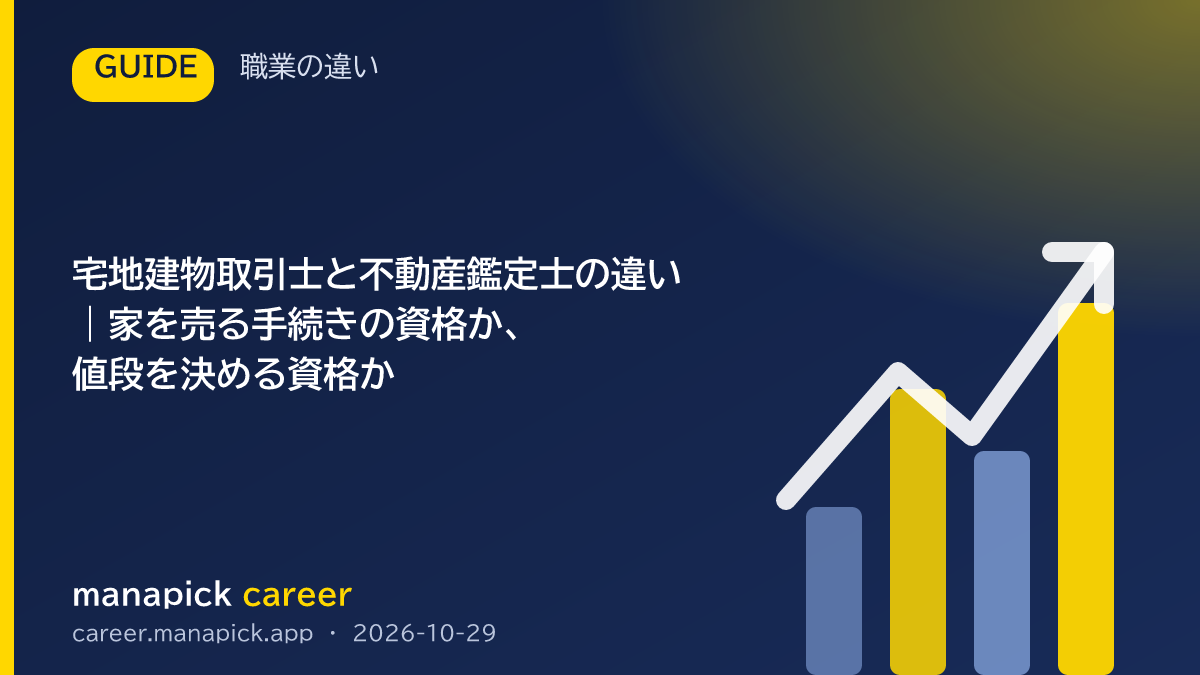 GUIDE 職業の違い
宅地建物取引士と不動産鑑定士の違い
｜家を売る手続きの資格か、
値段を決める資格か
manapick career
career.manapick.app ・ 2026-10-29